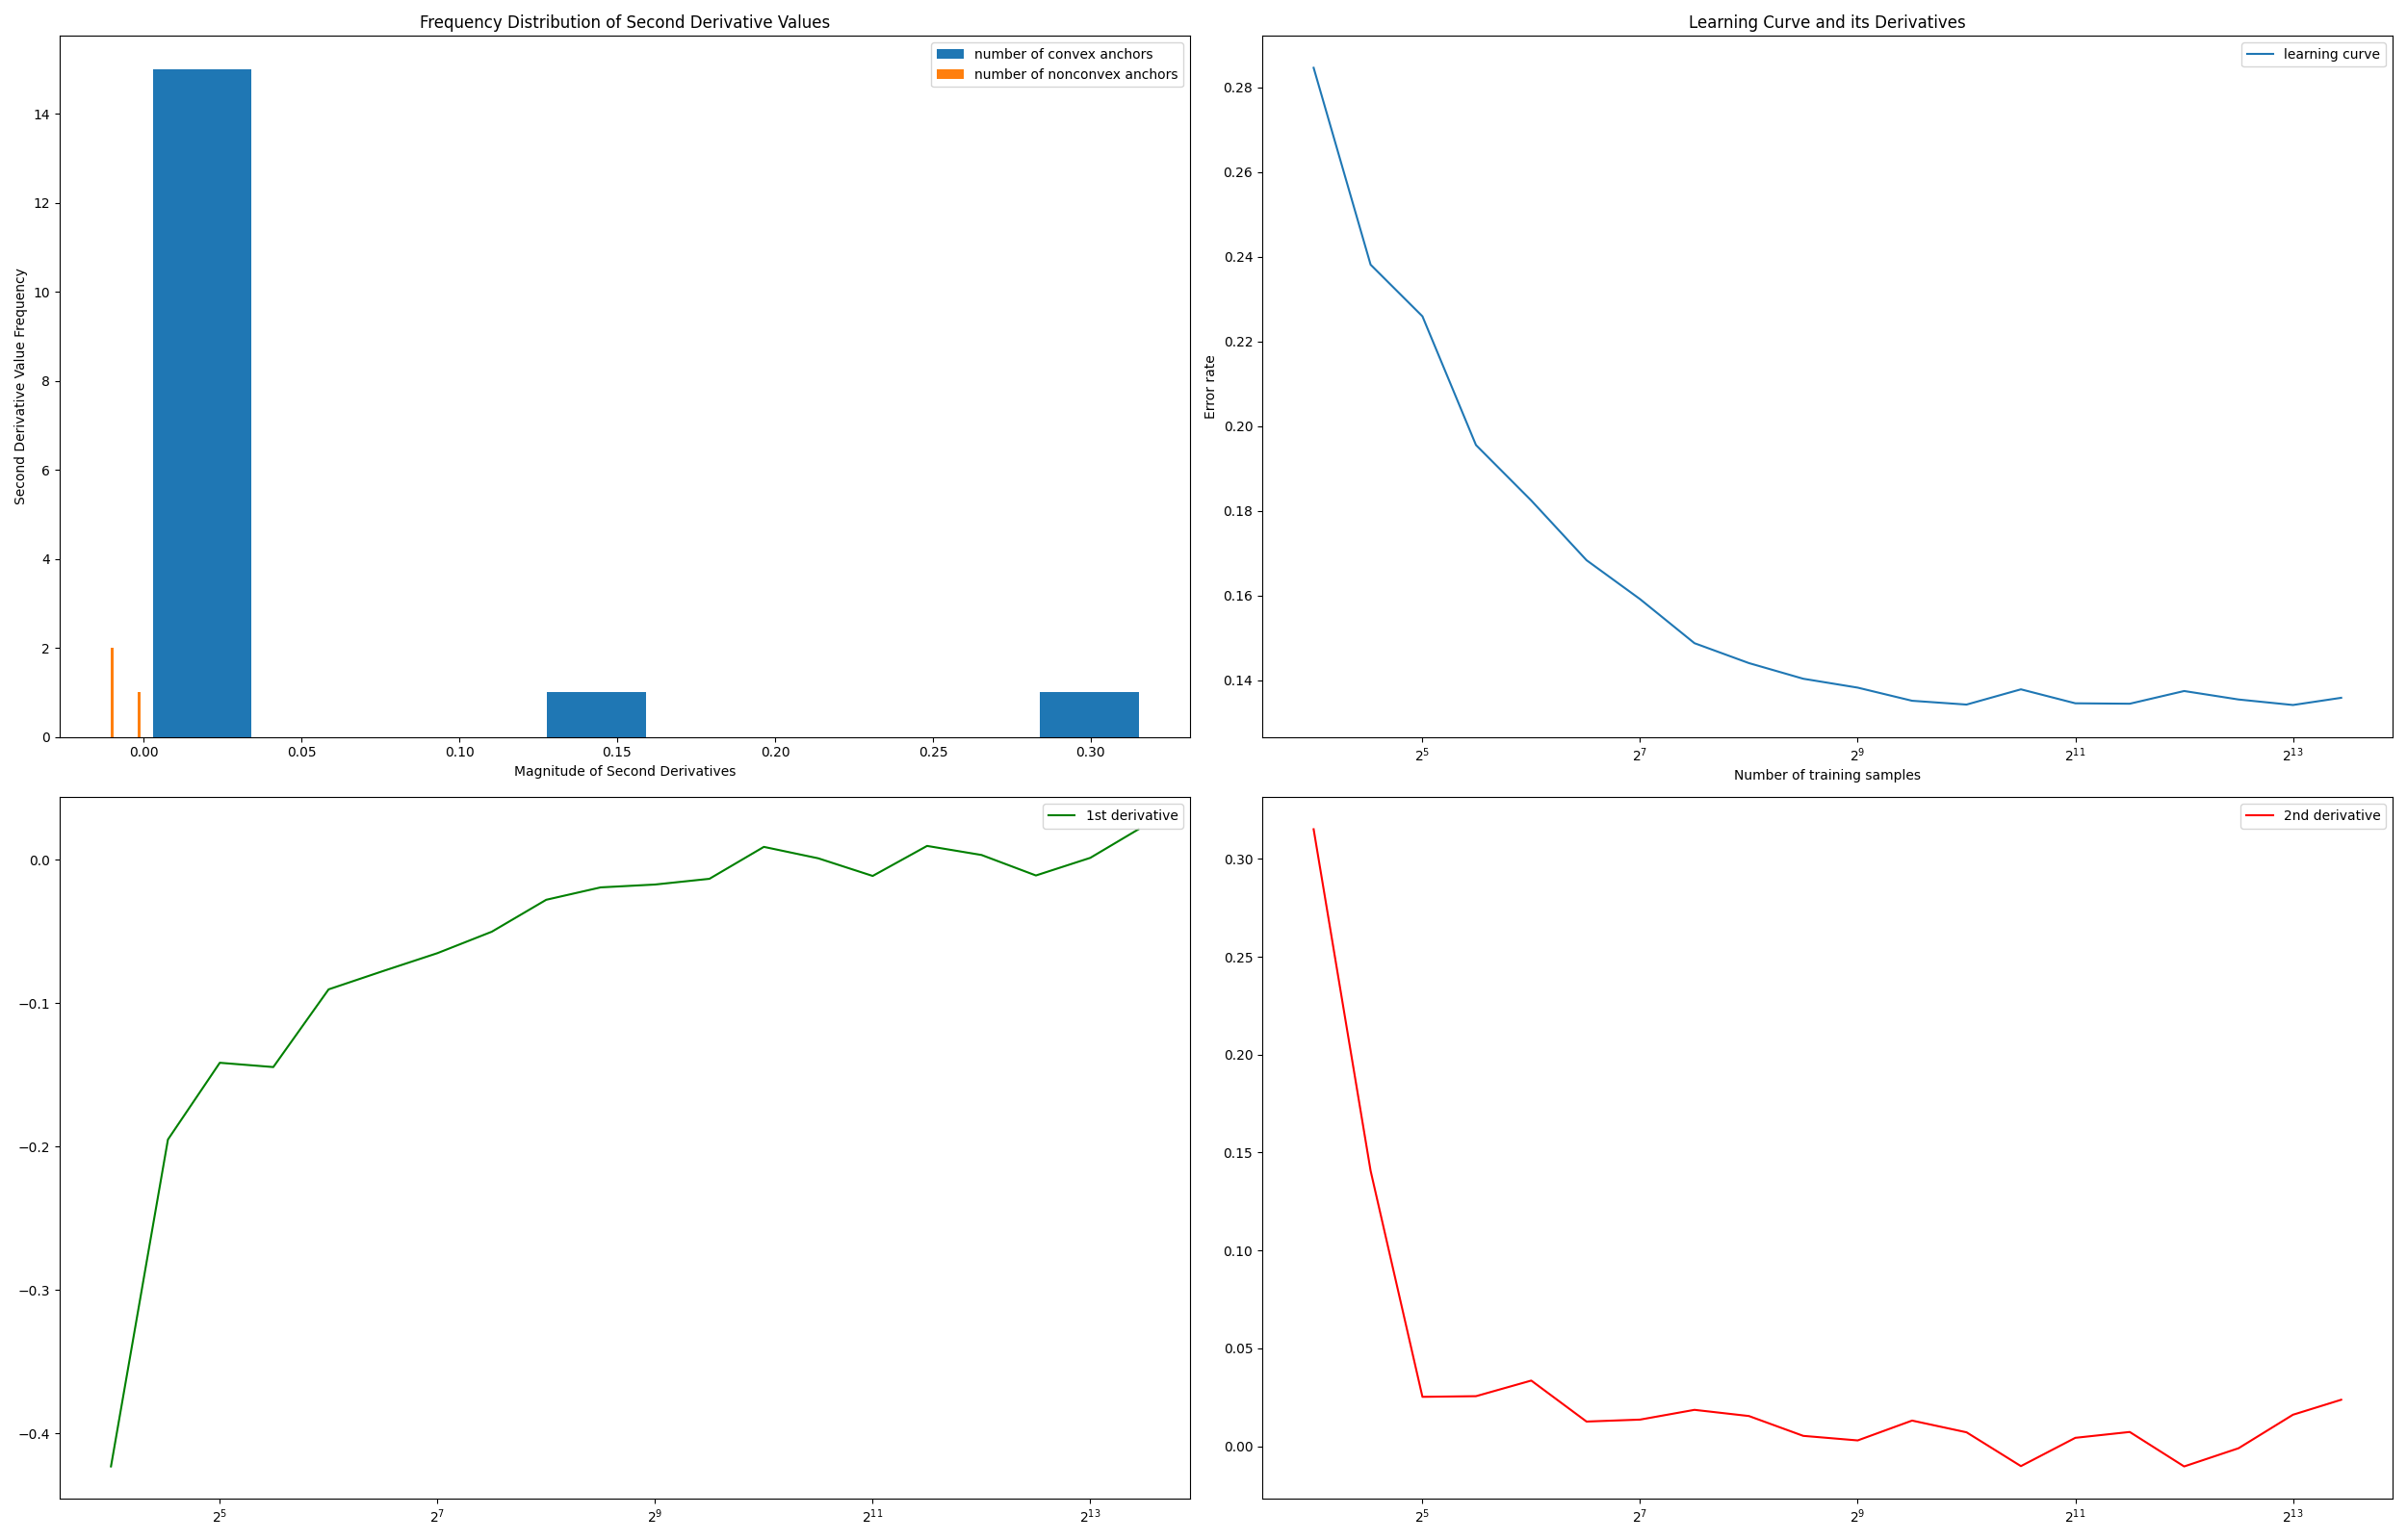 Frequency Distribution of Second Derivative Values
number of convex anchors
number of nonconvex anchors
Second Derivative Value Frequency
14
12
10
8
6
4
2
0
0.00 0.05 0.10 0.15 0.20 0.25 0.30
Magnitude of Second Derivatives
Learning Curve and its Derivatives
learning curve
Error rate
0.28
0.26
0.24
0.22
0.20
0.18
0.16
0.14
2^5 2^7 2^9 2^11 2^13
Number of training samples
1st derivative
0.0
−0.1
−0.2
−0.3
−0.4
2^5 2^7 2^9 2^11 2^13
2nd derivative
0.30
0.25
0.20
0.15
0.10
0.05
0.00
2^5 2^7 2^9 2^11 2^13